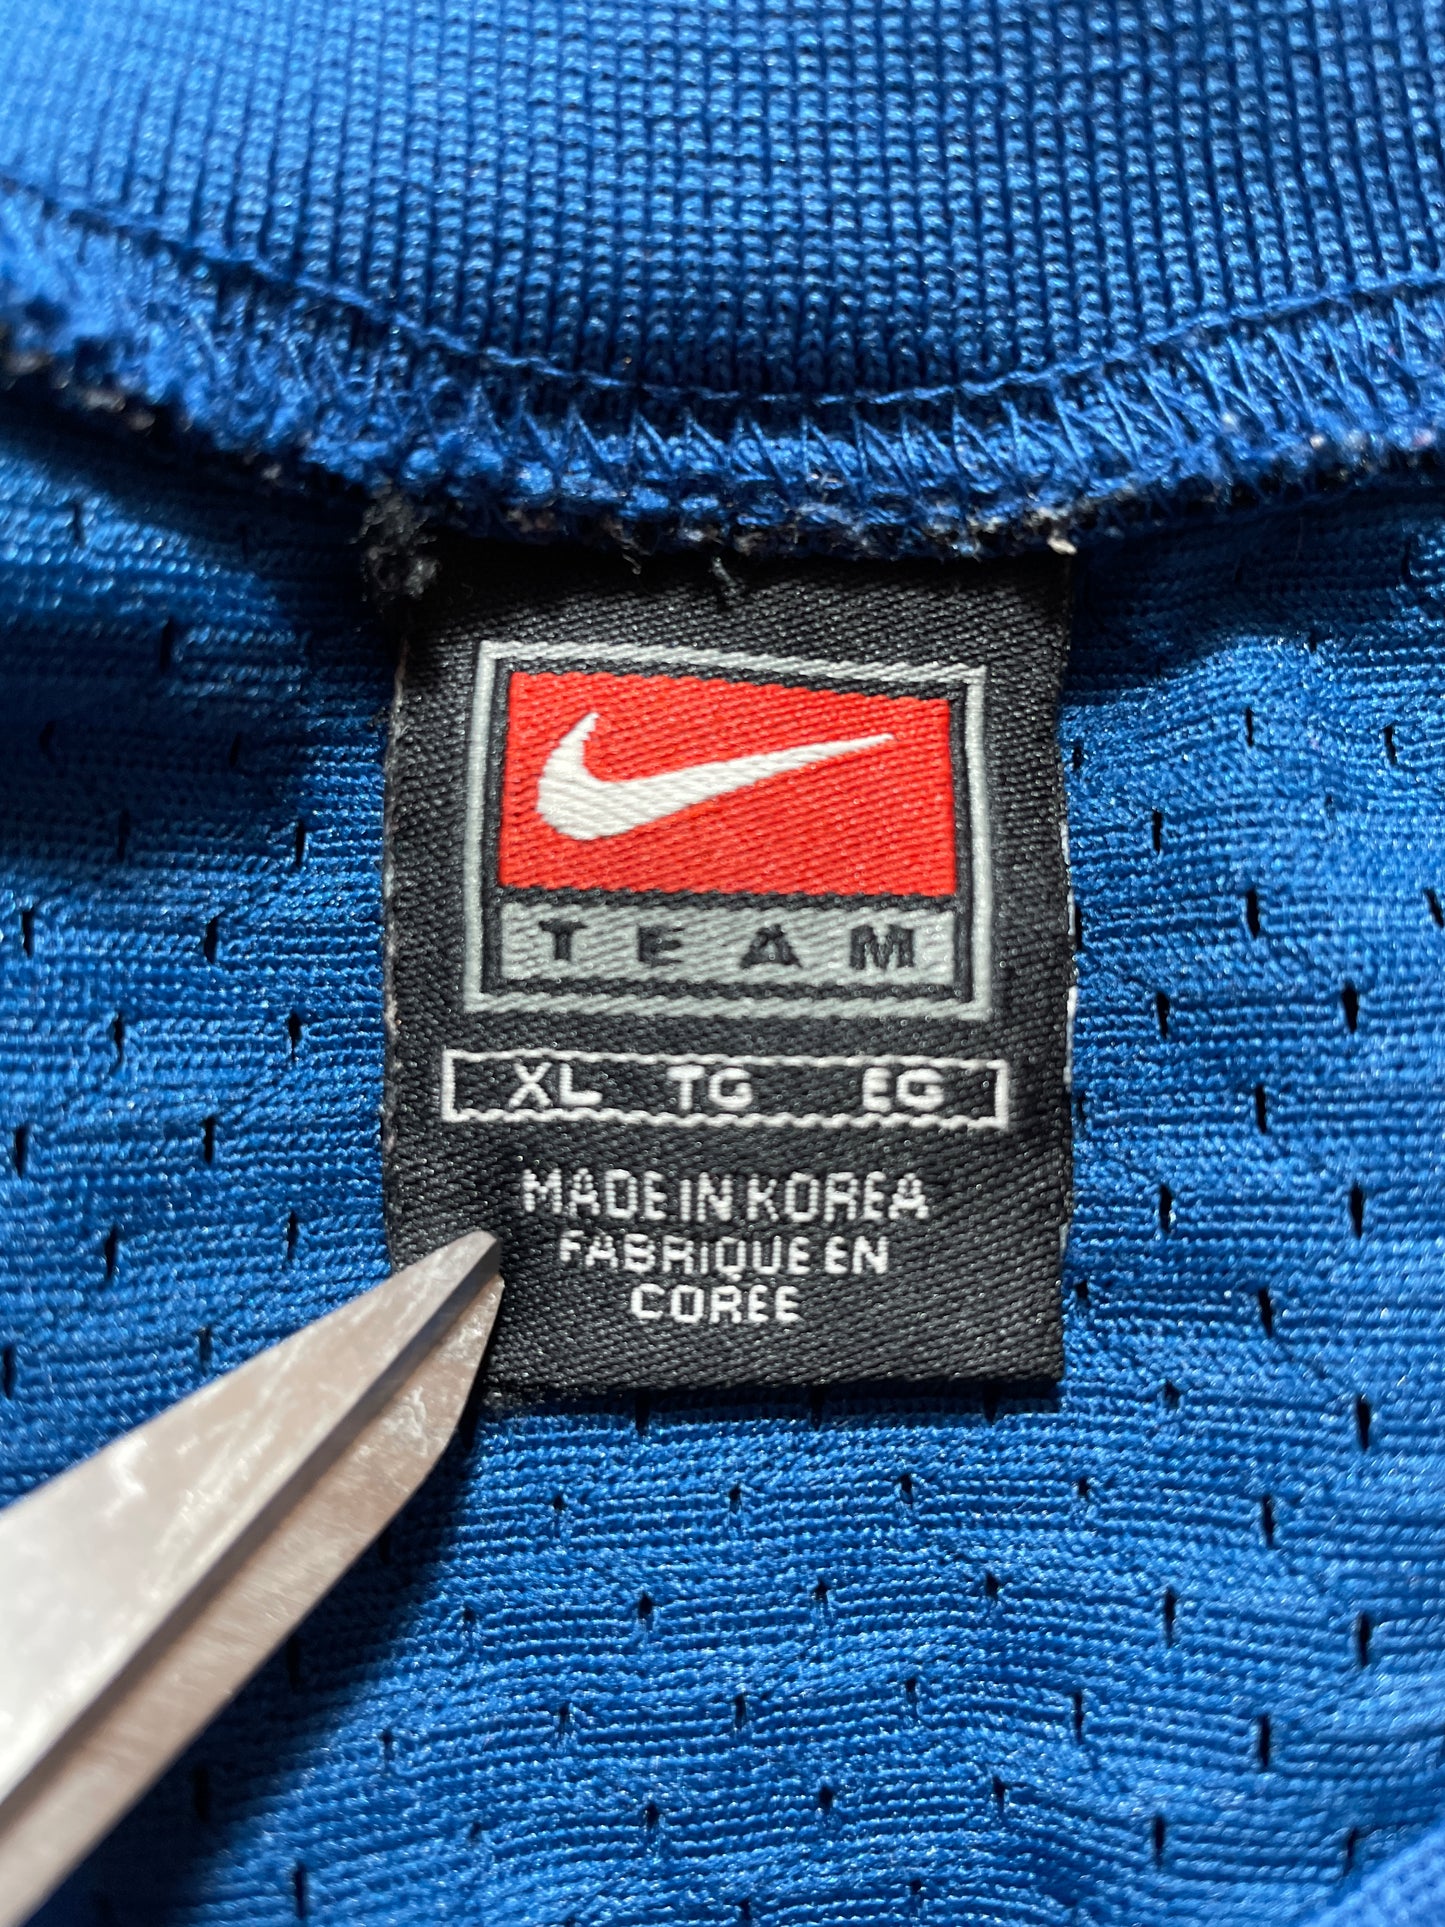 TEAM
XL TG EG
MADE IN KOREA
FABRIQUE EN
COREE